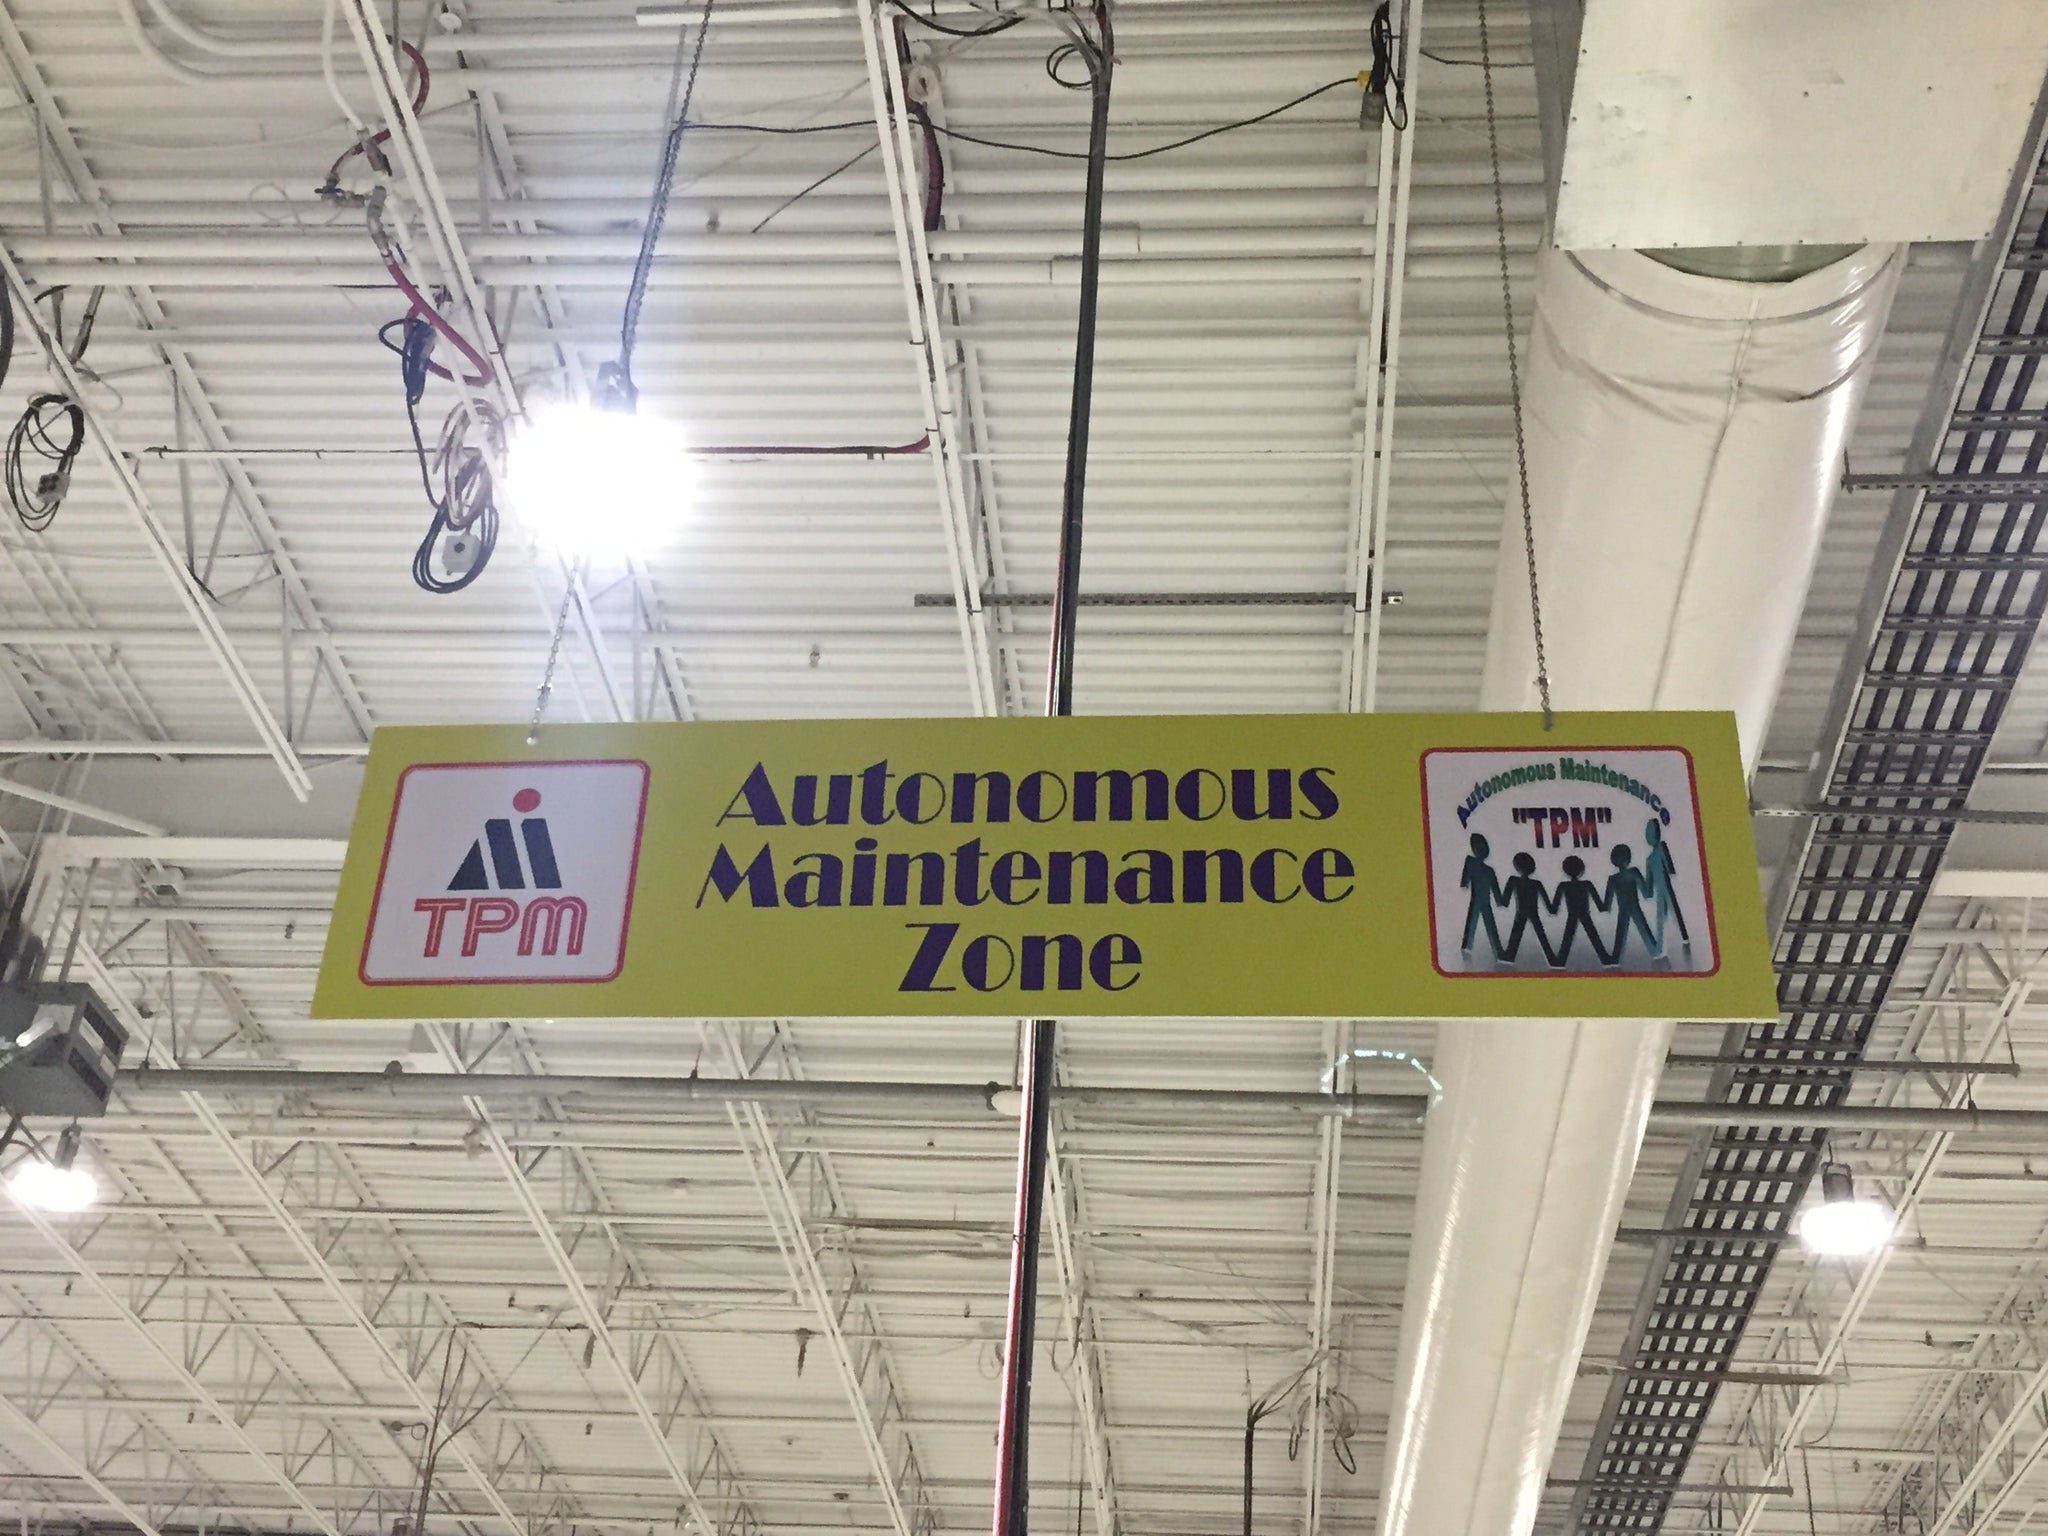 TPM
Autonomous
Maintenance
Zone
Autonomous Maintenance
"TPM"